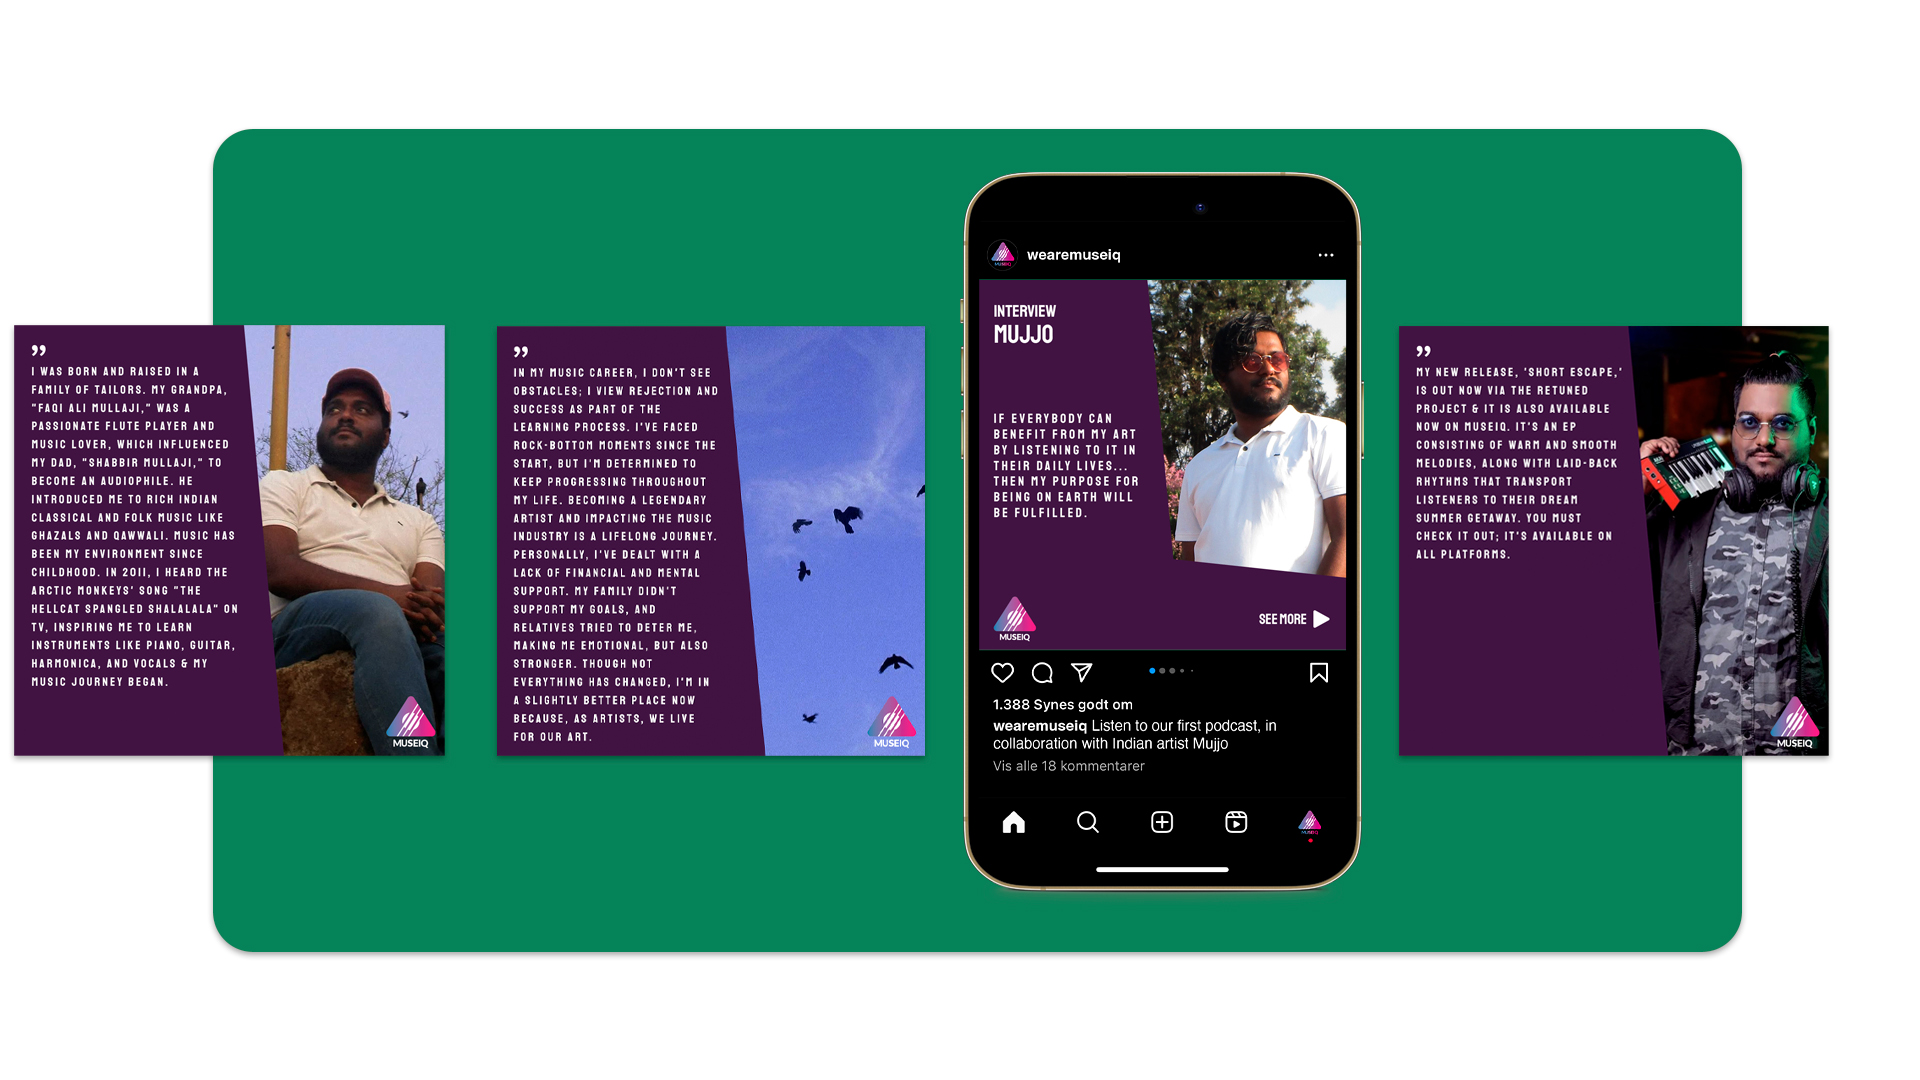 ”
I WAS BORN AND RAISED IN A
FAMILY OF TAILORS. MY GRANDPA,
"FAQI ALI MULLAJI," WAS A
PASSIONATE FLUTE PLAYER AND
MUSIC LOVER, WHICH INFLUENCED
MY DAD, "SHABBIR MULLAJI," TO
BECOME AN AUDIOPHILE. HE
INTRODUCED ME TO RICH INDIAN
CLASSICAL AND FOLK MUSIC LIKE
GHAZALS AND QAWWALI. MUSIC HAS
BEEN MY ENVIRONMENT SINCE
CHILDHOOD. IN 2011, I HEARD THE
ARCTIC MONKEYS' SONG "THE
HELLCAT SPANGLED SHALALALA" ON
TV, INSPIRING ME TO LEARN
INSTRUMENTS LIKE PIANO, GUITAR,
HARMONICA, AND VOCALS & MY
MUSIC JOURNEY BEGAN.
MUSEIQ
”
IN MY MUSIC CAREER, I DON'T SEE
OBSTACLES; I VIEW REJECTION AND
SUCCESS AS PART OF THE
LEARNING PROCESS. I'VE FACED
ROCK-BOTTOM MOMENTS SINCE THE
START, BUT I'M DETERMINED TO
KEEP PROGRESSING THROUGHOUT
MY LIFE. BECOMING A LEGENDARY
ARTIST AND IMPACTING THE MUSIC
INDUSTRY IS A LIFELONG JOURNEY.
PERSONALLY, I'VE DEALT WITH A
LACK OF FINANCIAL AND MENTAL
SUPPORT. MY FAMILY DIDN'T
SUPPORT MY GOALS, AND
RELATIVES TRIED TO DETER ME,
MAKING ME EMOTIONAL, BUT ALSO
STRONGER. THOUGH NOT
EVERYTHING HAS CHANGED, I'M IN
A SLIGHTLY BETTER PLACE NOW
BECAUSE, AS ARTISTS, WE LIVE
FOR OUR ART.
MUSEIQ
wearemuseiq
INTERVIEW
MUJJO
IF EVERYBODY CAN
BENEFIT FROM MY ART
BY LISTENING TO IT IN
THEIR DAILY LIVES...
THEN MY PURPOSE FOR
BEING ON EARTH WILL
BE FULFILLED.
MUSEIQ
SEE MORE
1.388 Synes godt om
wearemuseiq Listen to our first podcast, in
collaboration with Indian artist Mujjo
Vis alle 18 kommentarer
”
MY NEW RELEASE, 'SHORT ESCAPE,'
IS OUT NOW VIA THE RETUNED
PROJECT & IT IS ALSO AVAILABLE
NOW ON MUSEIQ. IT'S AN EP
CONSISTING OF WARM AND SMOOTH
MELODIES, ALONG WITH LAID-BACK
RHYTHMS THAT TRANSPORT
LISTENERS TO THEIR DREAM
SUMMER GETAWAY. YOU MUST
CHECK IT OUT; IT'S AVAILABLE ON
ALL PLATFORMS.
MUSEIQ